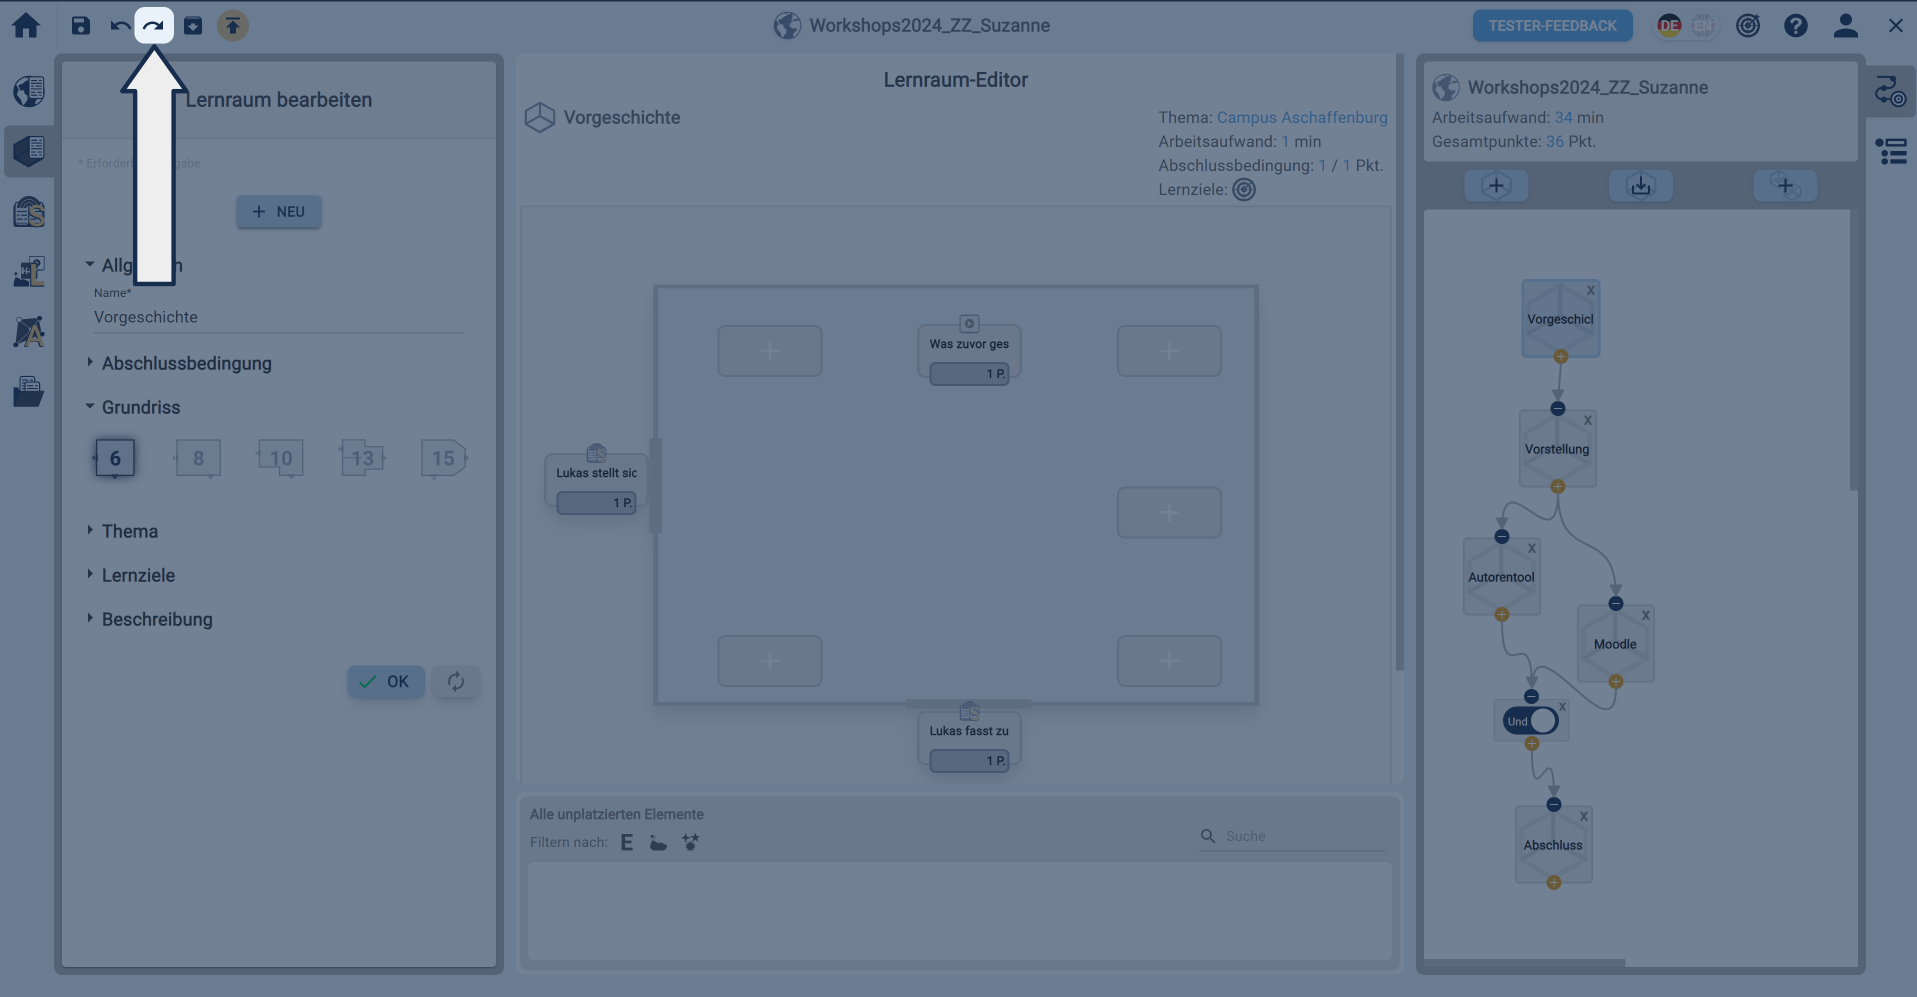 Workshops2024_ZZ_Suzanne
TESTER-FEEDBACK
DE
EN
Lernraum bearbeiten
* Erforder
abe
+ NEU
Allg
n
Name*
Vorgeschichte
Abschlussbedingung
Grundriss
6
8
10
13
15
Thema
Lernziele
Beschreibung
OK
Lernraum-Editor
Vorgeschichte
Thema: Campus Aschaffenburg
Arbeitsaufwand: 1 min
Abschlussbedingung: 1 / 1 Pkt.
Lernziele:
Was zuvor ges
1 P.
Lukas stellt sic
1 P.
Lukas fasst zu
1 P.
Alle unplatzierten Elemente
Filtern nach: E
Suche
Workshops2024_ZZ_Suzanne
Arbeitsaufwand: 34 min
Gesamtpunkte: 36 Pkt.
X
Vorgeschicl
X
Vorstellung
X
Autorentool
X
Moodle
X
Und
X
Abschluss